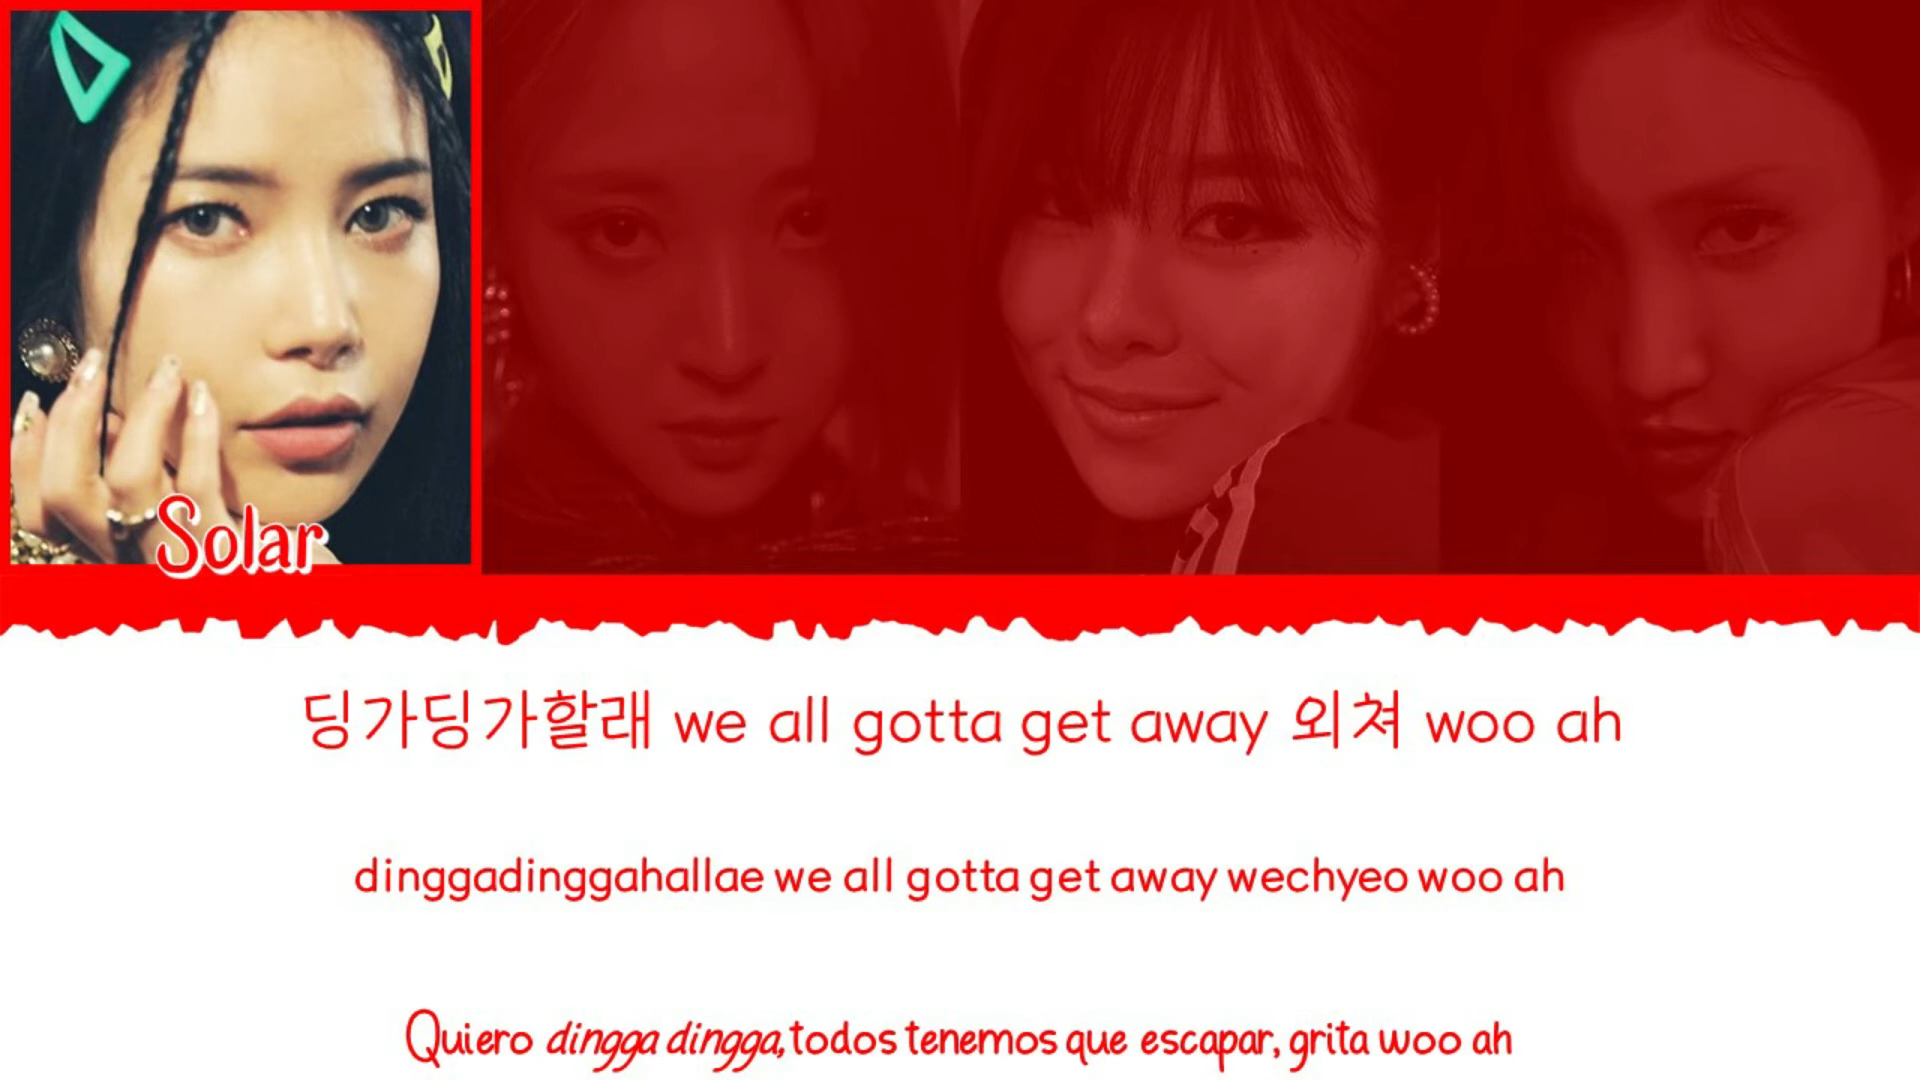 Solar
딩가딩가할래 we all gotta get away 외쳐 woo ah
dinggadinggahallae we all gotta get away wechyeo woo ah
Quiero dingga dingga, todos tenemos que escapar, grita woo ah